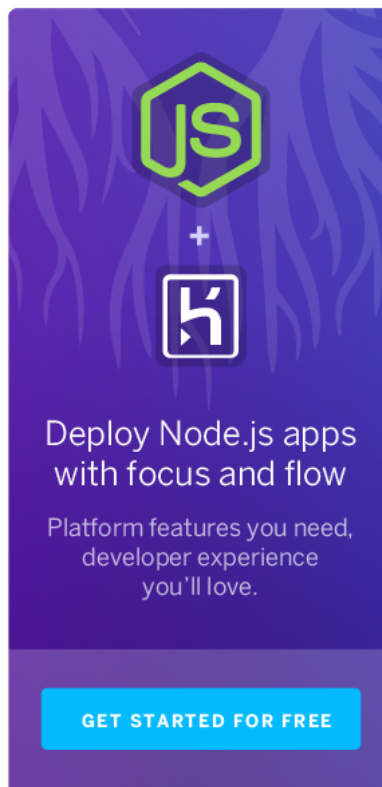 JS
+
Deploy Node.js apps
with focus and flow
Platform features you need,
developer experience
you'll love.
GET STARTED FOR FREE